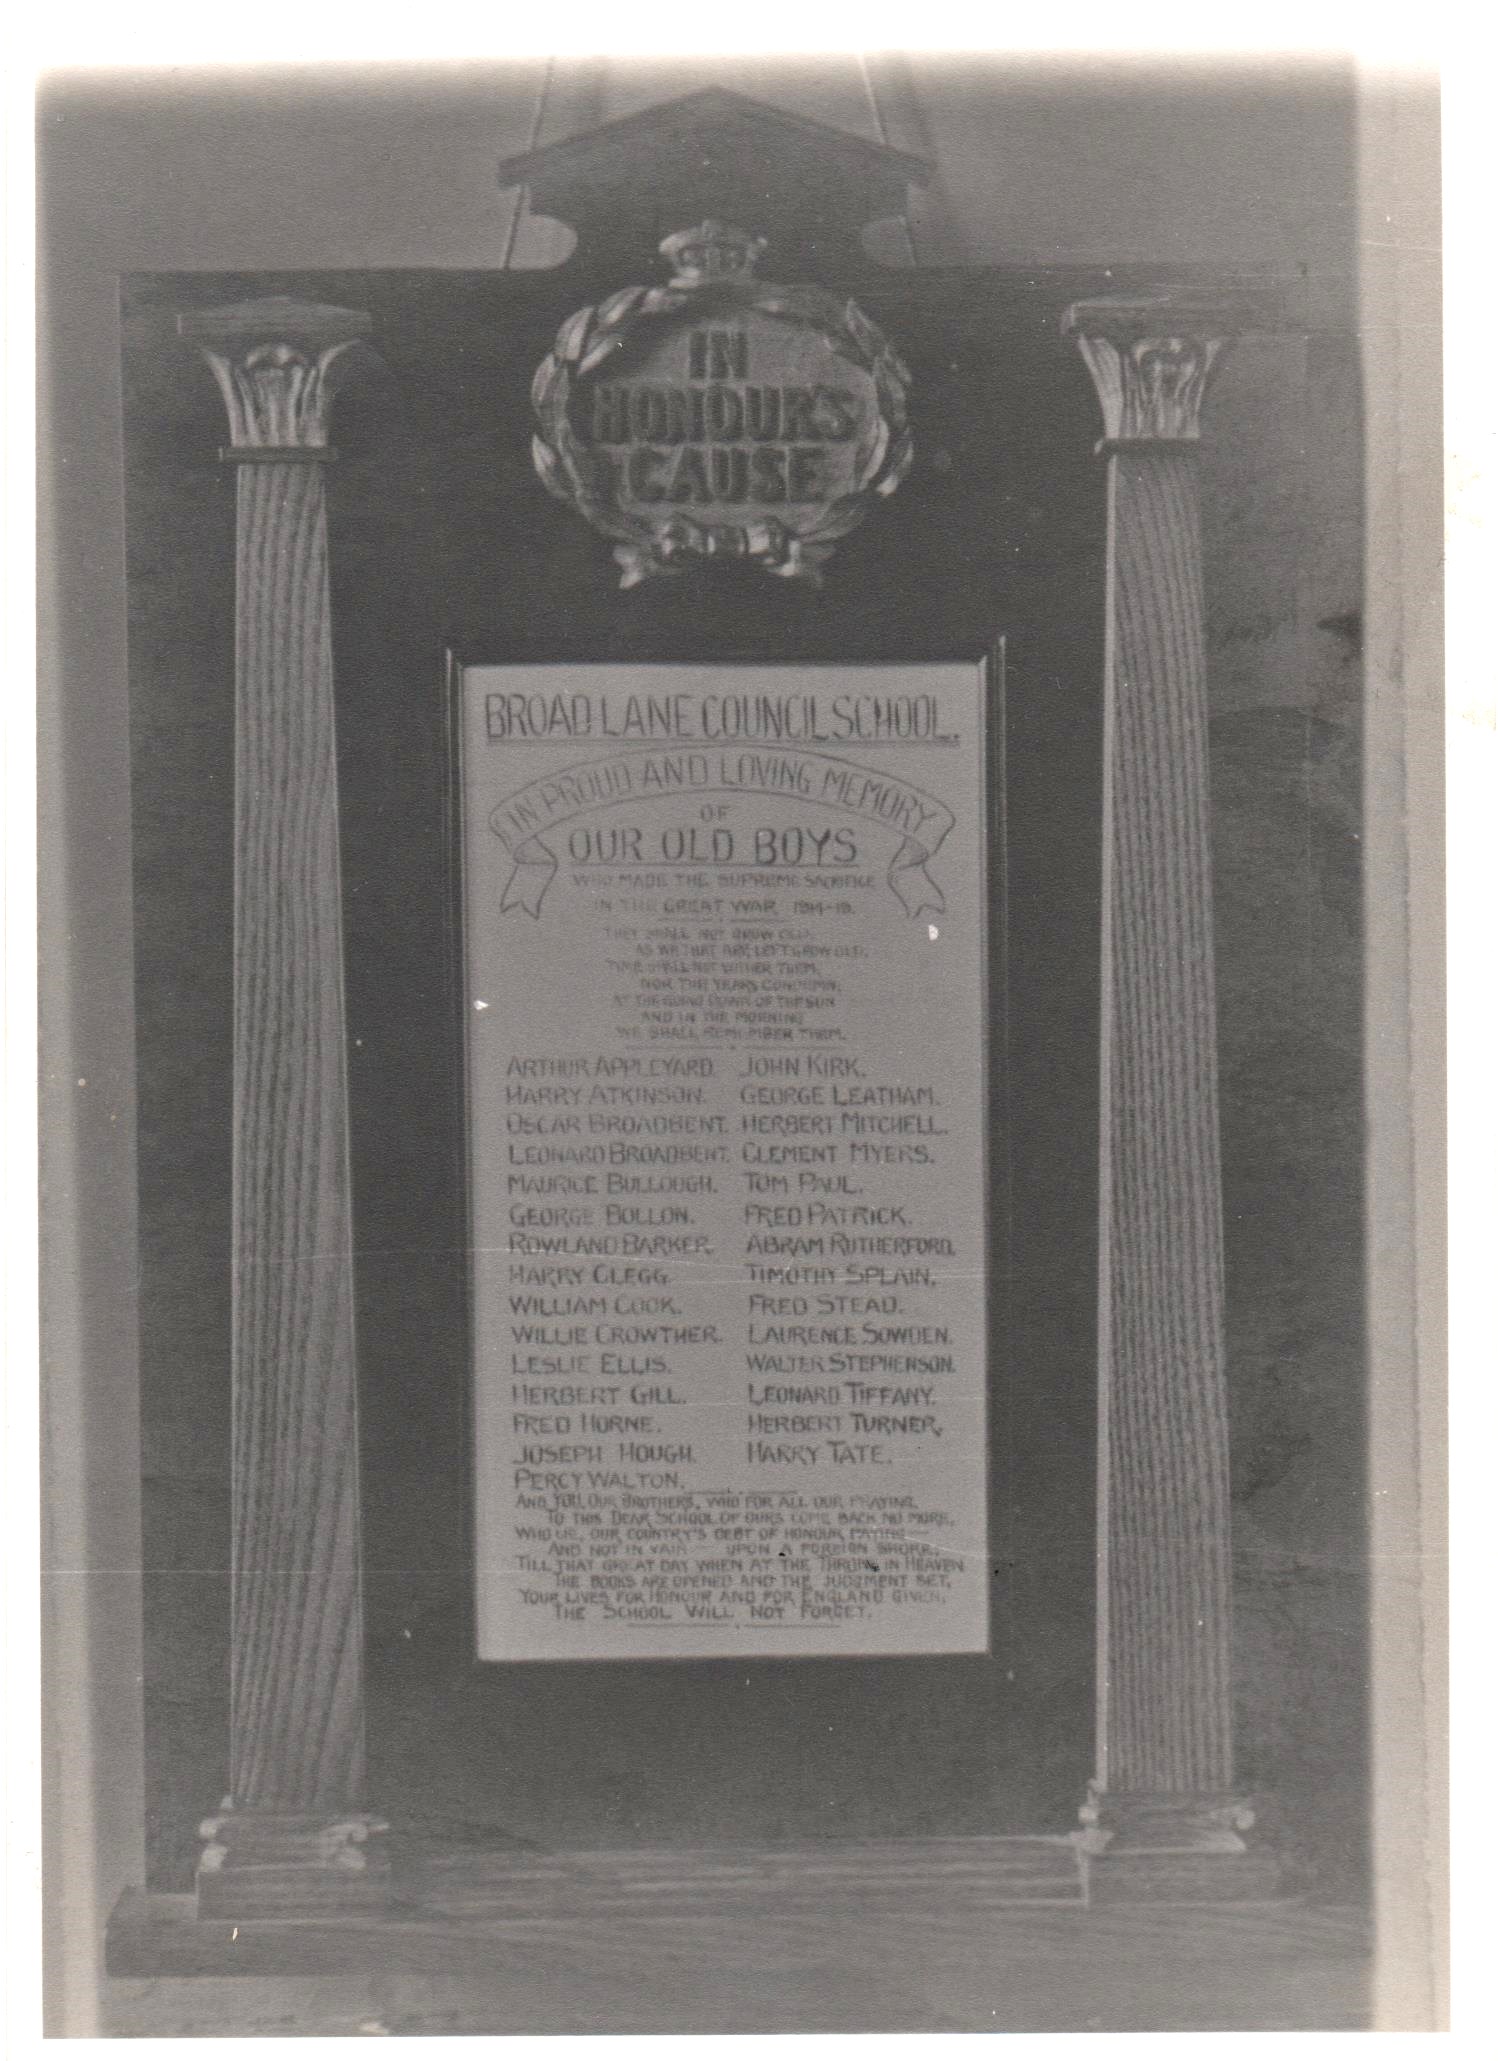 IN
HONOUR'S
CAUSE
BROAD LANE COUNCIL SCHOOL.
IN PROUD AND LOVING MEMORY
OF
OUR OLD BOYS
WHO MADE THE SUPREME SACRIFICE
IN THE GREAT WAR 1914-19.
THEY SHALL NOT GROW OLD,
AS WE THAT ARE LEFT GROW OLD,
TIME SHALL NOT WITHER THEM,
NOR THE YEARS CONDEMN,
AT THE GOING DOWN OF THE SUN
AND IN THE MORNING
WE SHALL REMEMBER THEM.
ARTHUR APPLEYARD. JOHN KIRK.
HARRY ATKINSON. GEORGE LEATHAM.
OSCAR BROADBENT. HERBERT MITCHELL.
LEONARD BROADBENT. CLEMENT MYERS.
MAURICE BULLOUGH. TOM PAUL.
GEORGE BOLLON. FRED PATRICK.
ROWLAND BARKER. ABRAM RUTHERFORD.
HARRY CLEGG. TIMOTHY SPLAIN.
WILLIAM COOK. FRED STEAD.
WILLIE CROWTHER. LAURENCE SOWDEN.
LESLIE ELLIS. WALTER STEPHENSON.
HERBERT GILL. LEONARD TIFFANY.
FRED HORNE. HERBERT TURNER.
JOSEPH HOUGH. HARRY TATE.
PERCY WALTON.
AND YOU, OUR BROTHERS, WHO FOR ALL OUR PRAYING,
TO THIS DEAR SCHOOL OF OURS COME BACK NO MORE,
WHO LIE, OUR COUNTRY'S DEBT OF HONOUR PAYING—
AND NOT IN VAIN — UPON A FOREIGN SHORE,
TILL THAT GREAT DAY WHEN AT THE THRONE IN HEAVEN
THE BOOKS ARE OPENED AND THE JUDGMENT SET,
YOUR LIVES FOR HONOUR AND FOR ENGLAND GIVEN,
THE SCHOOL WILL NOT FORGET.